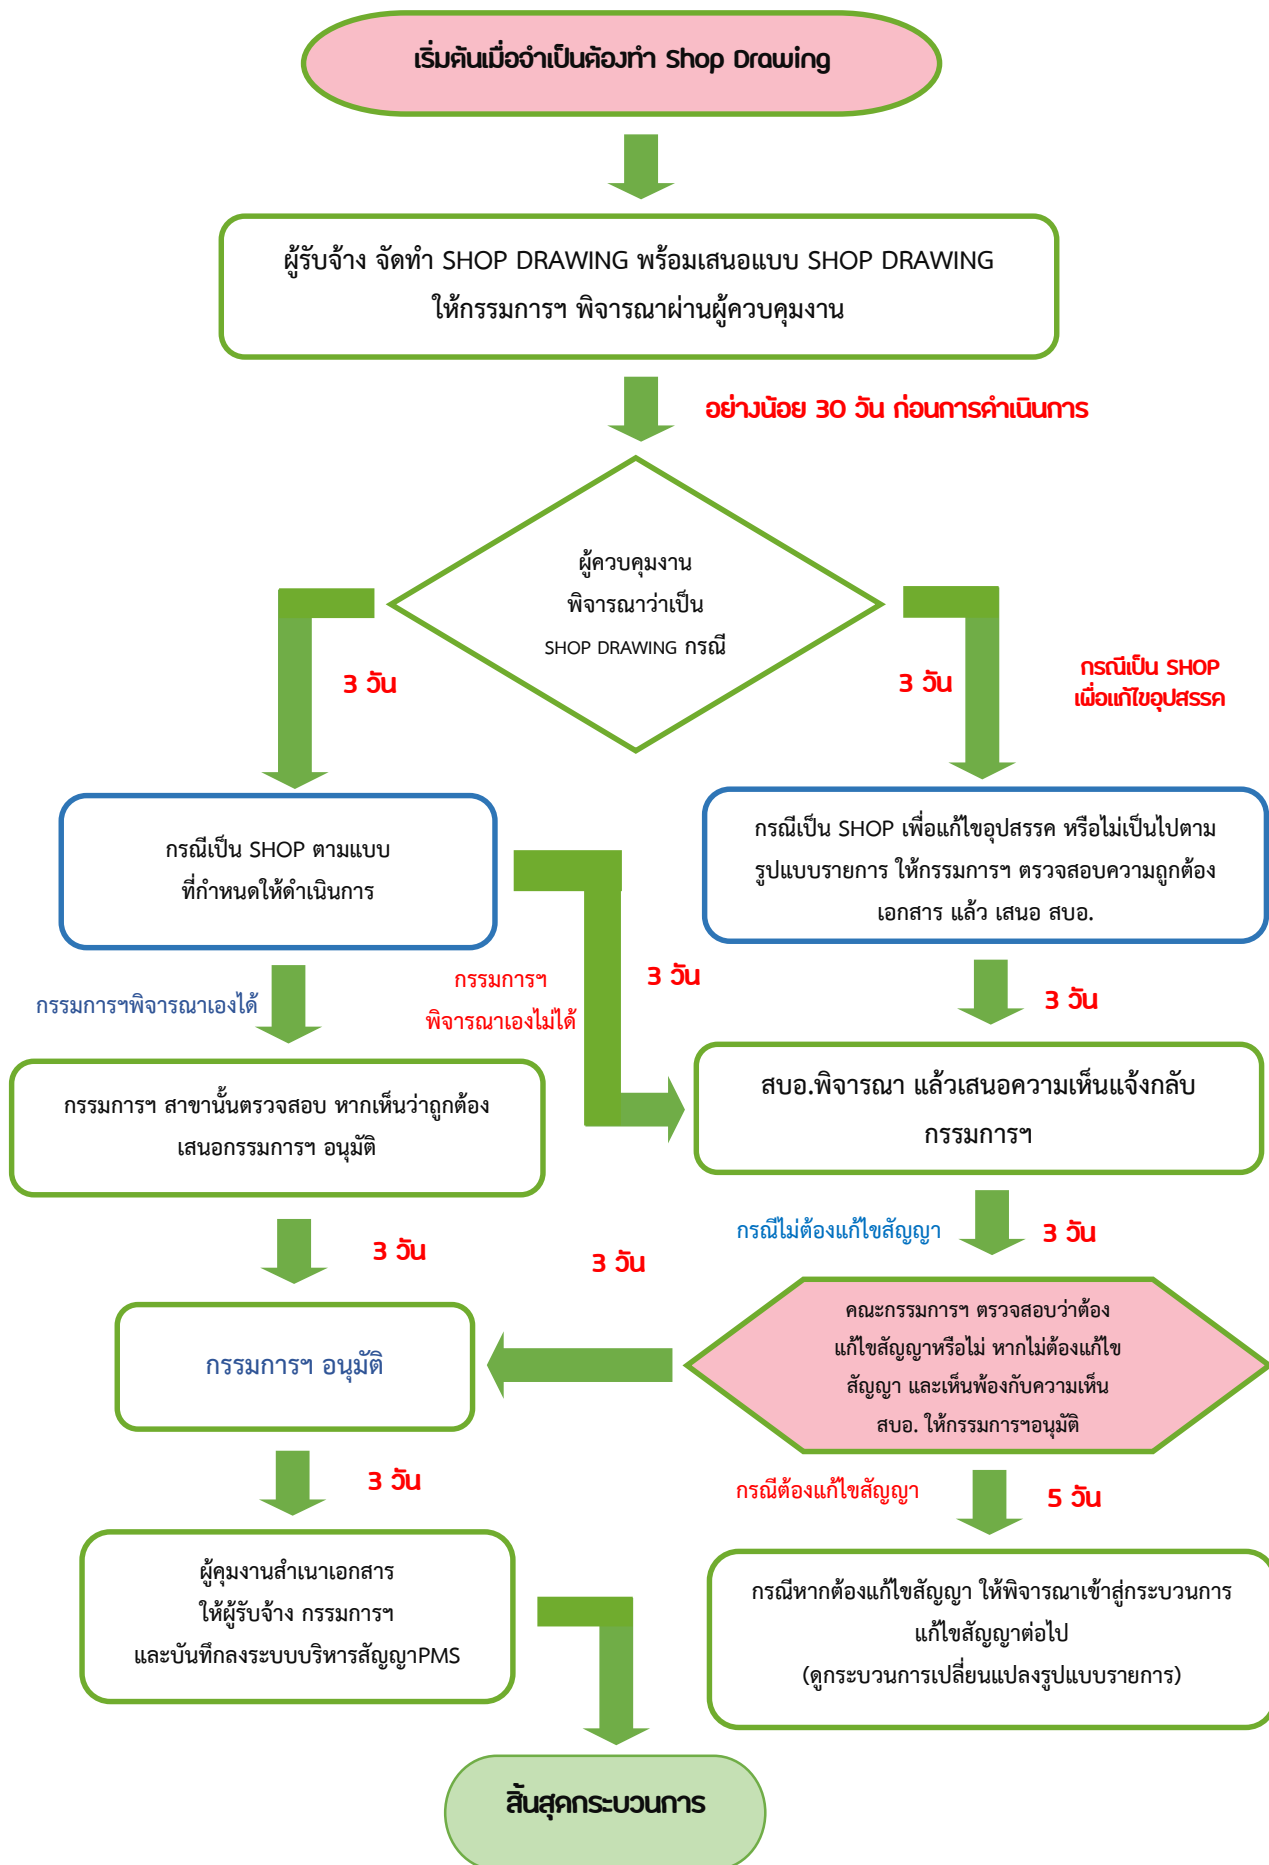 เริ่มต้นเมื่อจำเป็นต้องทำ Shop Drawing
ผู้รับจ้าง จัดทำ SHOP DRAWING พร้อมเสนอแบบ SHOP DRAWING
ให้กรรมการฯ พิจารณาผ่านผู้ควบคุมงาน
อย่างน้อย 30 วัน ก่อนการดำเนินการ
ผู้ควบคุมงาน
พิจารณาว่าเป็น
SHOP DRAWING กรณี
3 วัน
3 วัน
กรณีเป็น SHOP
เพื่อแก้ไขอุปสรรค
กรณีเป็น SHOP ตามแบบ
ที่กำหนดให้ดำเนินการ
กรณีเป็น SHOP เพื่อแก้ไขอุปสรรค หรือไม่เป็นไปตาม
รูปแบบรายการ ให้กรรมการฯ ตรวจสอบความถูกต้อง
เอกสาร แล้ว เสนอ สบอ.
กรรมการฯพิจารณาเองได้
กรรมการฯ
พิจารณาเองไม่ได้
3 วัน
3 วัน
กรรมการฯ สาขานั้นตรวจสอบ หากเห็นว่าถูกต้อง
เสนอกรรมการฯ อนุมัติ
สบอ.พิจารณา แล้วเสนอความเห็นแจ้งกลับ
กรรมการฯ
3 วัน
3 วัน
กรณีไม่ต้องแก้ไขสัญญา
3 วัน
กรรมการฯ อนุมัติ
คณะกรรมการฯ ตรวจสอบว่าต้อง
แก้ไขสัญญาหรือไม่ หากไม่ต้องแก้ไข
สัญญา และเห็นพ้องกับความเห็น
สบอ. ให้กรรมการฯอนุมัติ
3 วัน
กรณีต้องแก้ไขสัญญา
5 วัน
ผู้คุมงานสำเนาเอกสาร
ให้ผู้รับจ้าง กรรมการฯ
และบันทึกลงระบบบริหารสัญญาPMS
กรณีหากต้องแก้ไขสัญญา ให้พิจารณาเข้าสู่กระบวนการ
แก้ไขสัญญาต่อไป
(ดูกระบวนการเปลี่ยนแปลงรูปแบบรายการ)
สิ้นสุดกระบวนการ